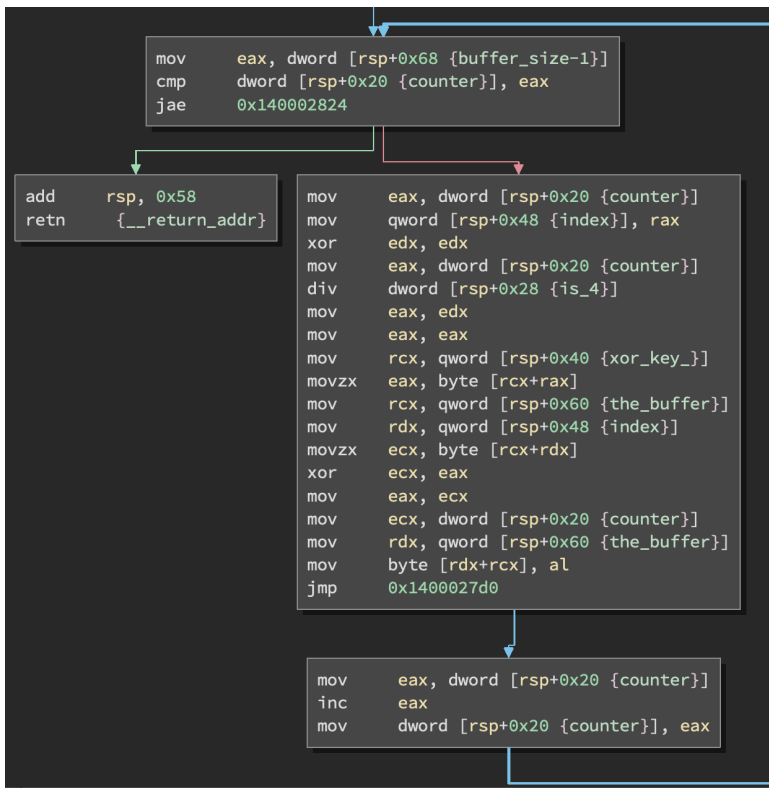 mov eax, dword [rsp+0x68 {buffer_size-1}]
cmp dword [rsp+0x20 {counter}], eax
jae 0x140002824
add rsp, 0x58
retn {__return_addr}
mov eax, dword [rsp+0x20 {counter}]
mov qword [rsp+0x48 {index}], rax
xor edx, edx
mov eax, dword [rsp+0x20 {counter}]
div dword [rsp+0x28 {is_4}]
mov eax, edx
mov eax, eax
mov rcx, qword [rsp+0x40 {xor_key_}]
movzx eax, byte [rcx+rax]
mov rcx, qword [rsp+0x60 {the_buffer}]
mov rdx, qword [rsp+0x48 {index}]
movzx ecx, byte [rcx+rdx]
xor ecx, eax
mov eax, ecx
mov ecx, dword [rsp+0x20 {counter}]
mov rdx, qword [rsp+0x60 {the_buffer}]
mov byte [rdx+rcx], al
jmp 0x1400027d0
mov eax, dword [rsp+0x20 {counter}]
inc eax
mov dword [rsp+0x20 {counter}], eax